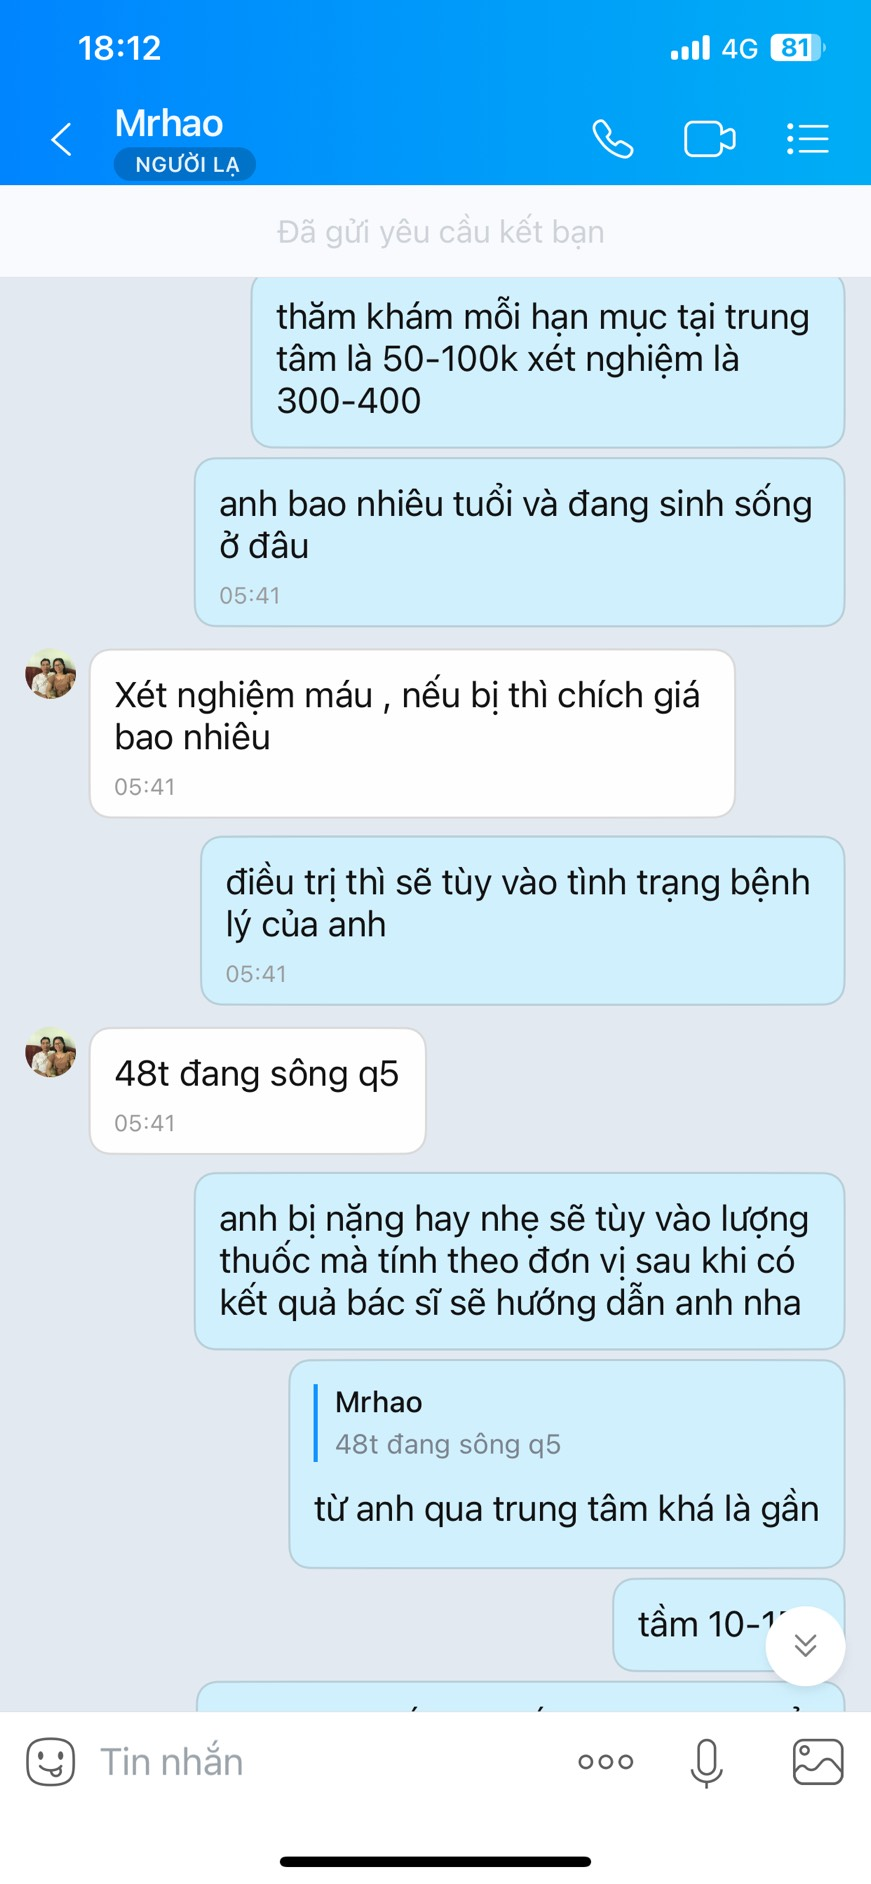 18:12
4G 81
Mrhao
NGƯỜI LẠ
Đã gửi yêu cầu kết bạn
thăm khám mỗi hạn mục tại trung
tâm là 50-100k xét nghiệm là
300-400
anh bao nhiêu tuổi và đang sinh sống
ở đâu
05:41
Xét nghiệm máu , nếu bị thì chích giá
bao nhiêu
05:41
điều trị thì sẽ tùy vào tình trạng bệnh
lý của anh
05:41
48t đang sông q5
05:41
anh bị nặng hay nhẹ sẽ tùy vào lượng
thuốc mà tính theo đơn vị sau khi có
kết quả bác sĩ sẽ hướng dẫn anh nha
Mrhao
48t đang sông q5
từ anh qua trung tâm khá là gần
tầm
Tin nhắn